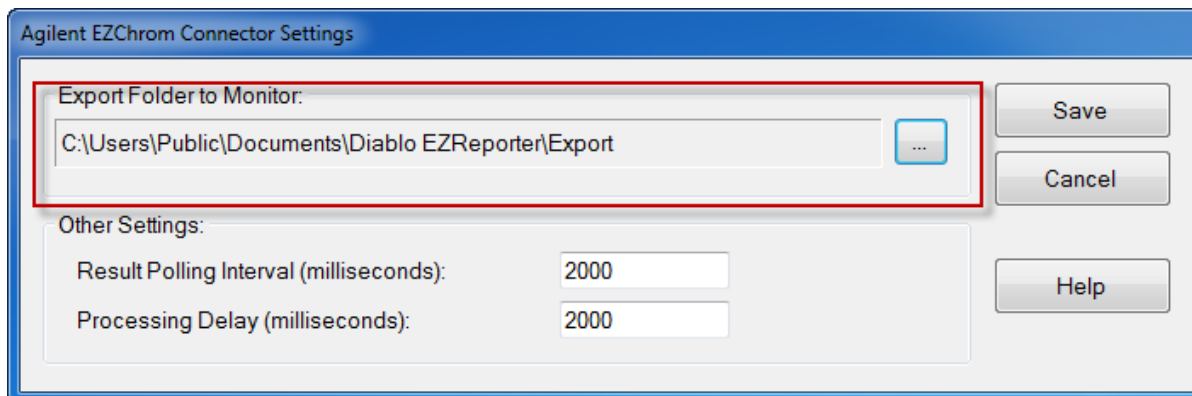 Agilent EZChrom Connector Settings
Export Folder to Monitor:
C:\Users\Public\Documents\Diablo EZReporter\Export
...
Save
Cancel
Other Settings:
Result Polling Interval (milliseconds): 2000
Processing Delay (milliseconds): 2000
Help